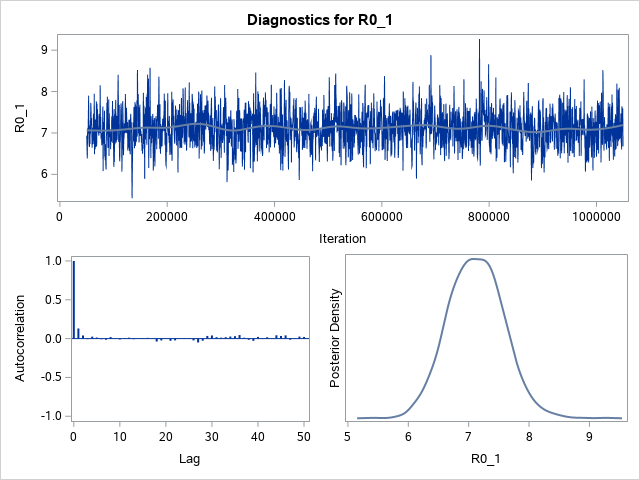 Diagnostics for R0_1
R0_1
9
8
7
6
0 200000 400000 600000 800000 1000000
Iteration
Autocorrelation
1.0
0.5
0.0
-0.5
-1.0
0 10 20 30 40 50
Lag
Posterior Density
5 6 7 8 9
R0_1